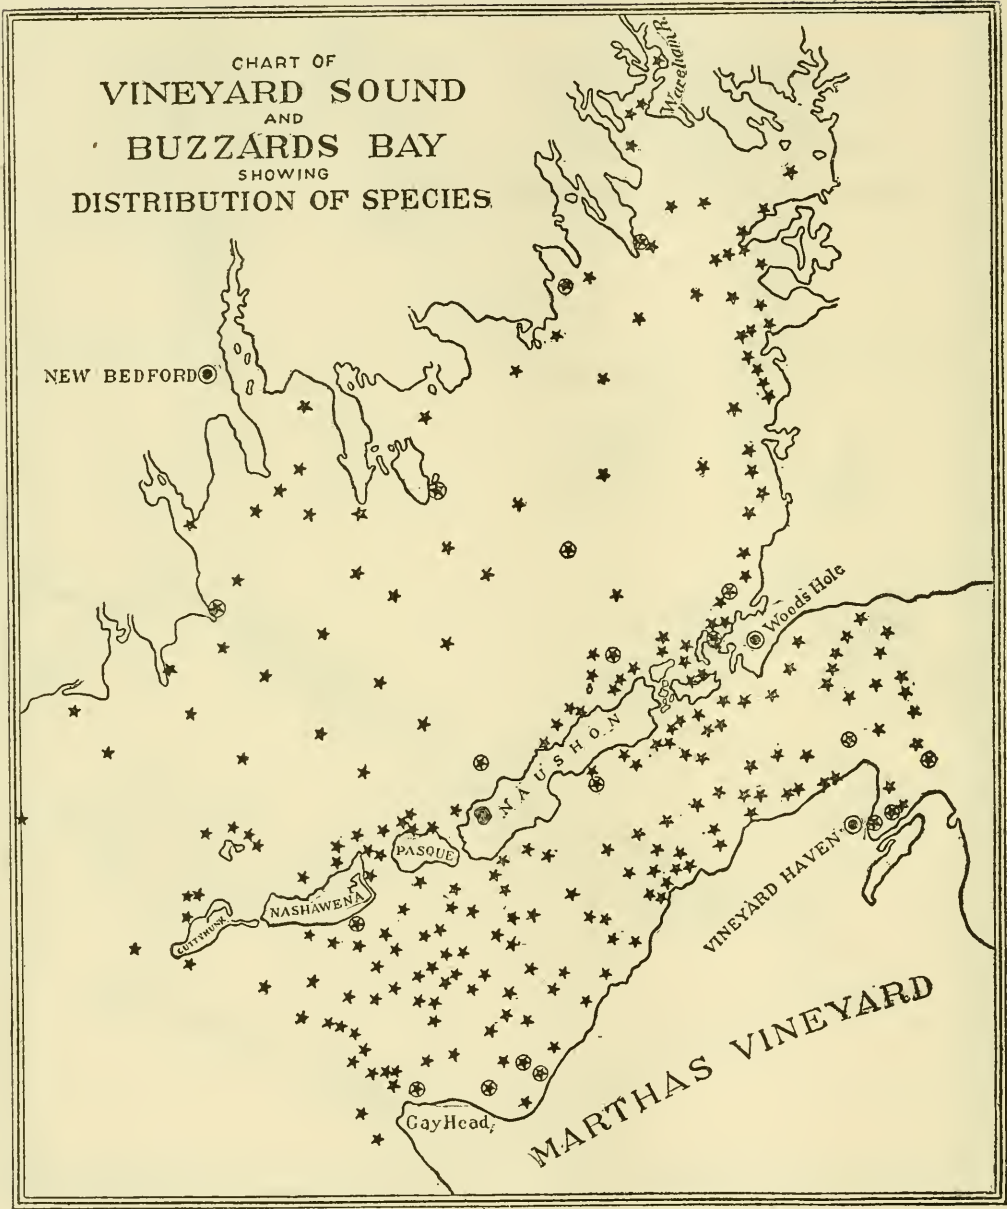 CHART OF
VINEYARD SOUND
AND
BUZZARDS BAY
SHOWING
DISTRIBUTION OF SPECIES.
Wareham R.
NEW BEDFORD
Woods Hole
NAUSHON
PASQUE
NASHAWENA
CUTTYHUNK
VINEYARD HAVEN
MARTHAS VINEYARD
Gay Head